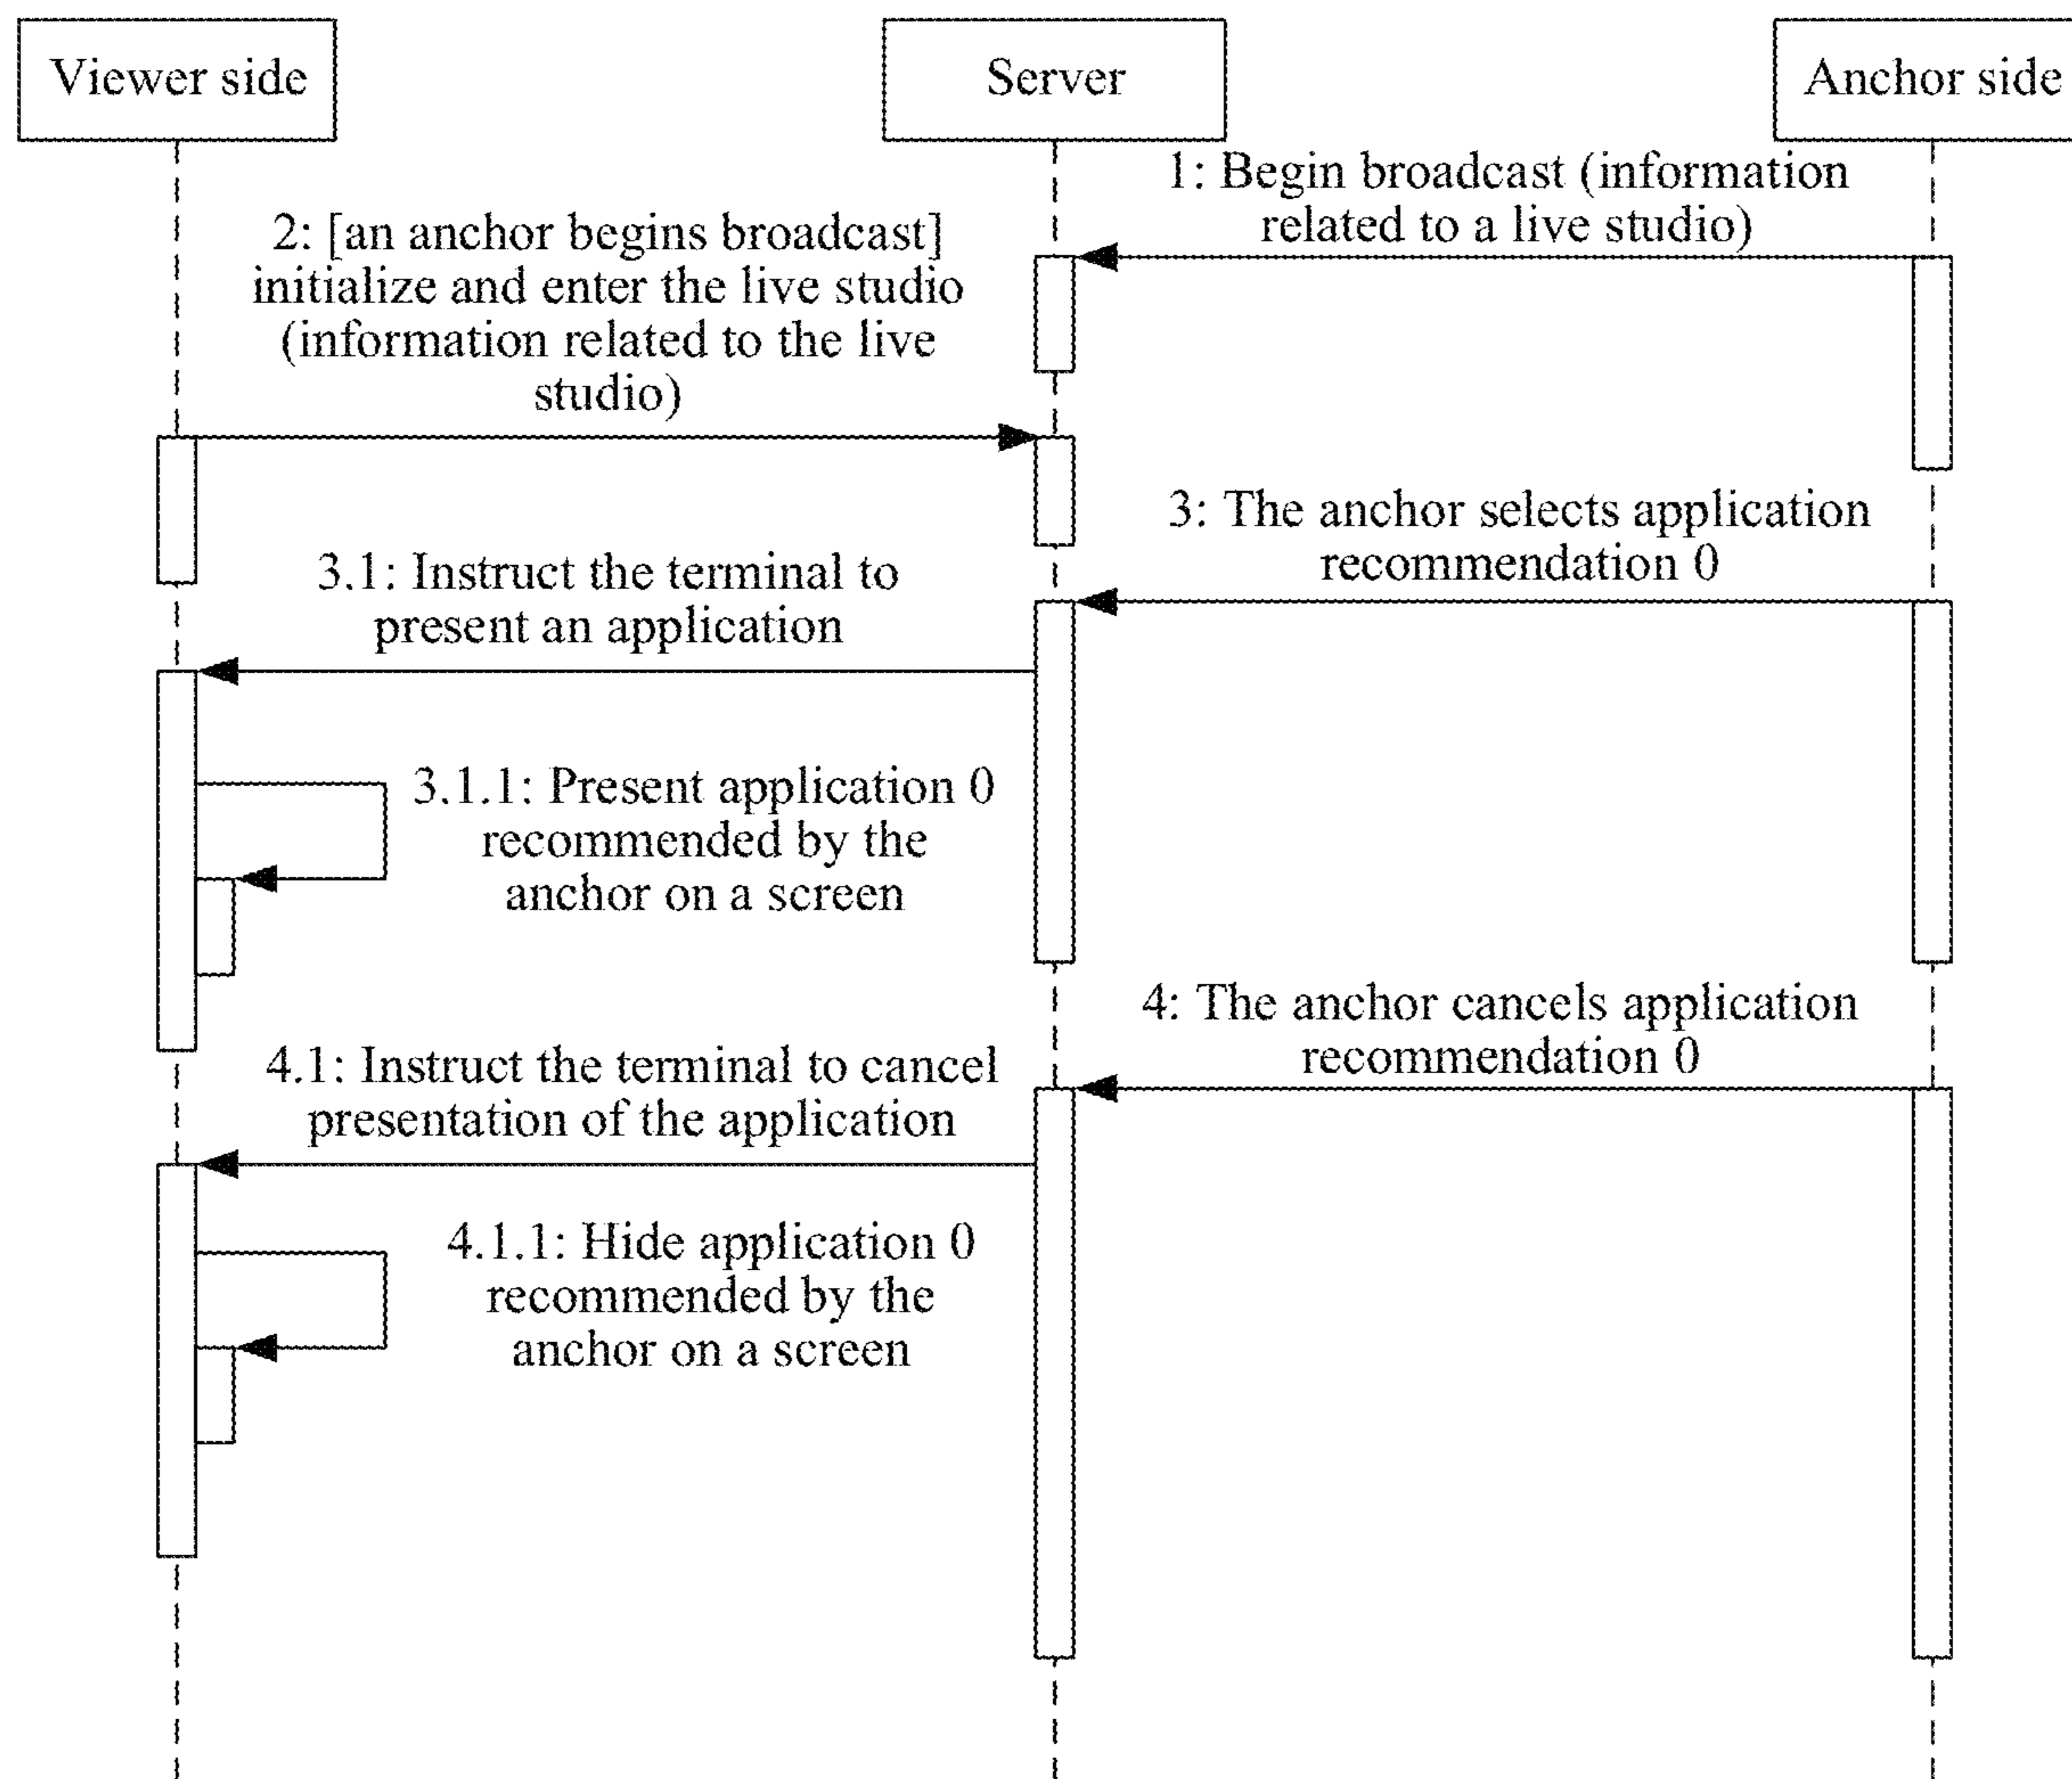 Viewer side
Server
Anchor side
1: Begin broadcast (information
related to a live studio)
2: [an anchor begins broadcast]
initialize and enter the live studio
(information related to the live
studio)
3: The anchor selects application
recommendation 0
3.1: Instruct the terminal to
present an application
3.1.1: Present application 0
recommended by the
anchor on a screen
4: The anchor cancels application
recommendation 0
4.1: Instruct the terminal to cancel
presentation of the application
4.1.1: Hide application 0
recommended by the
anchor on a screen